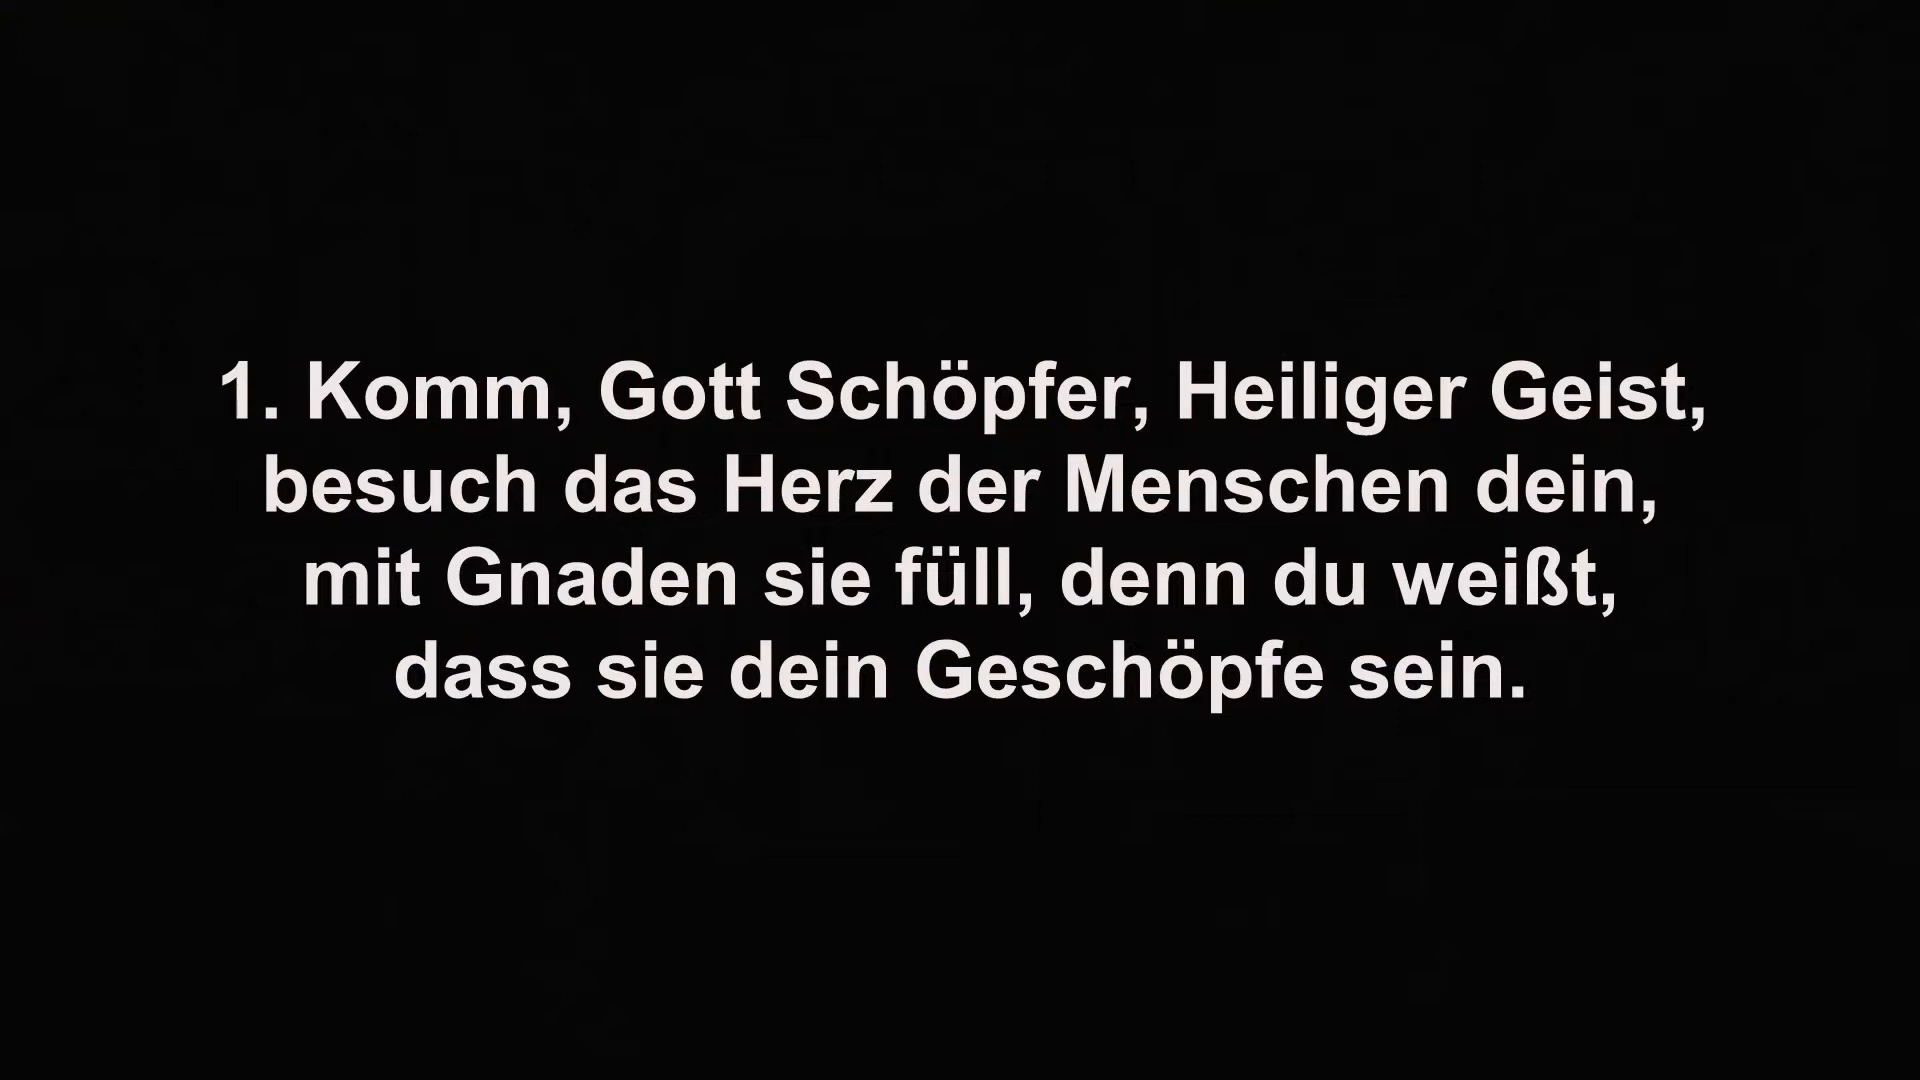 1. Komm, Gott Schöpfer, Heiliger Geist,
besuch das Herz der Menschen dein,
mit Gnaden sie füll, denn du weißt,
dass sie dein Geschöpfe sein.